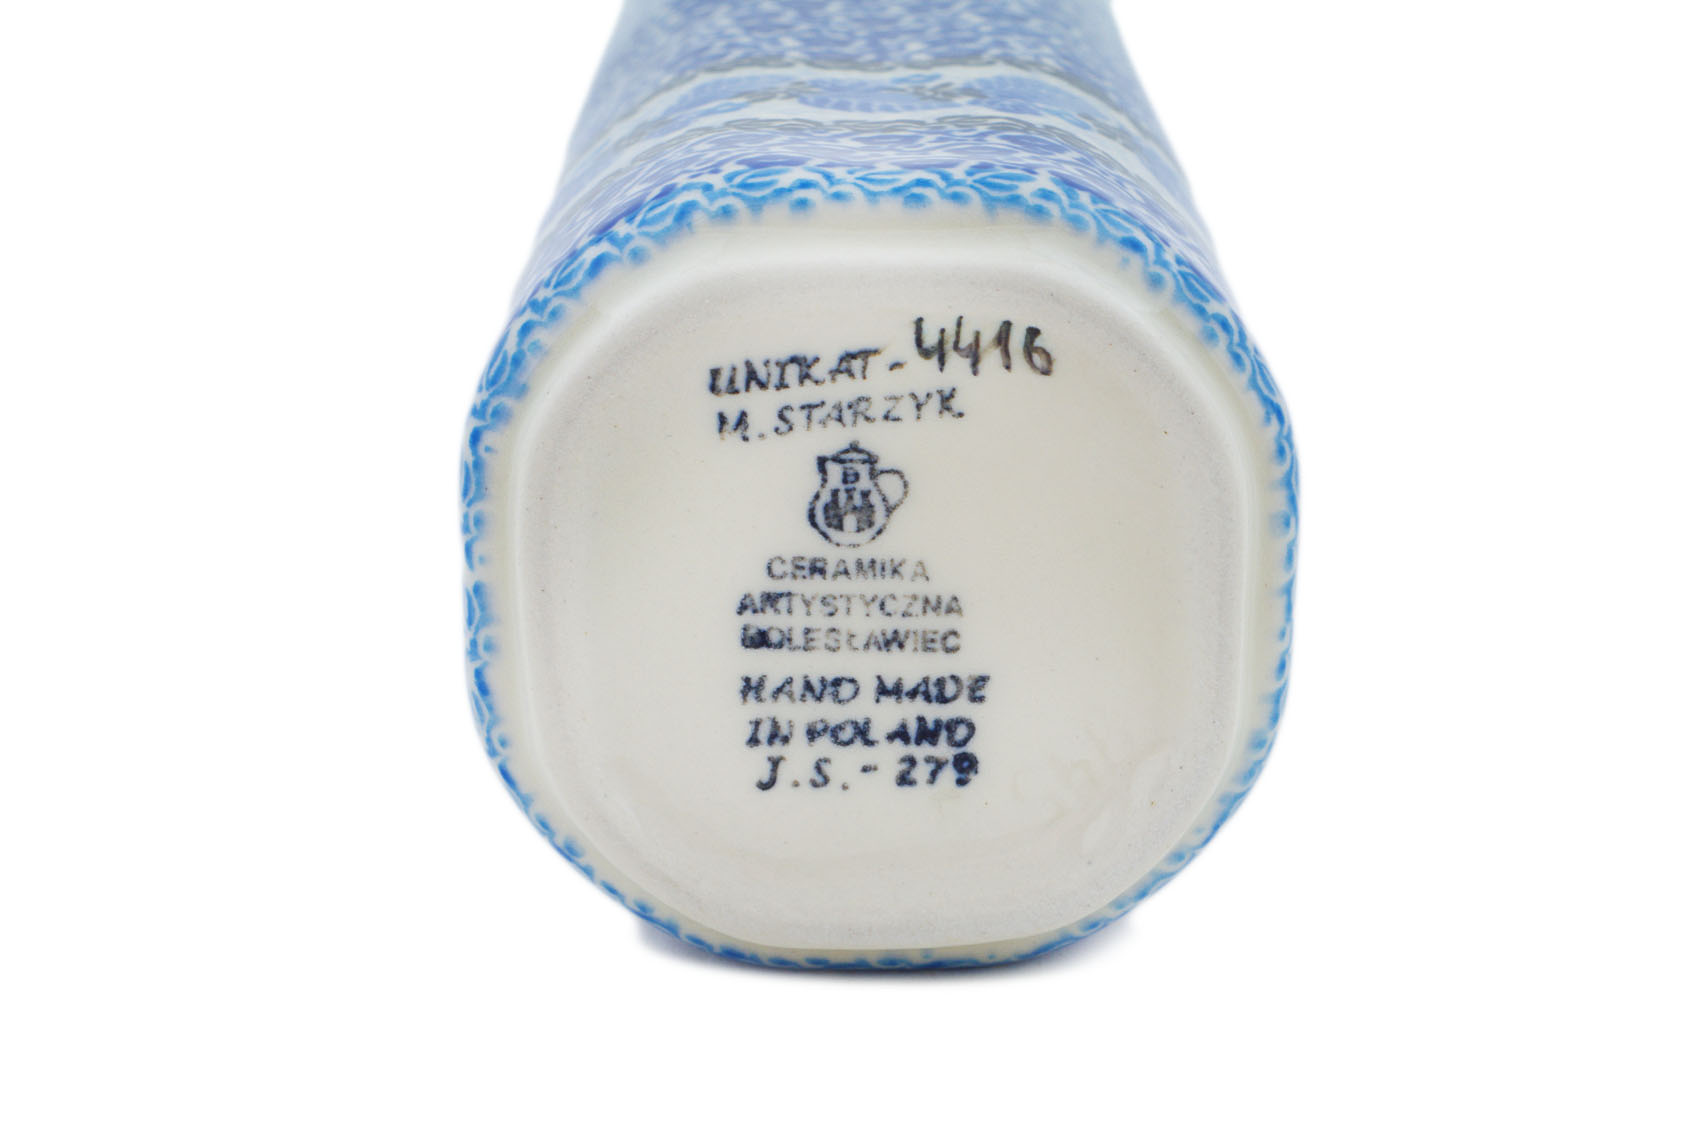 UNIKAT-4416
M. STARZYK
B
CERAMIKA
ARTYSTYCZNA
BOLESŁAWIEC
HAND MADE
IN POLAND
J.S.-279